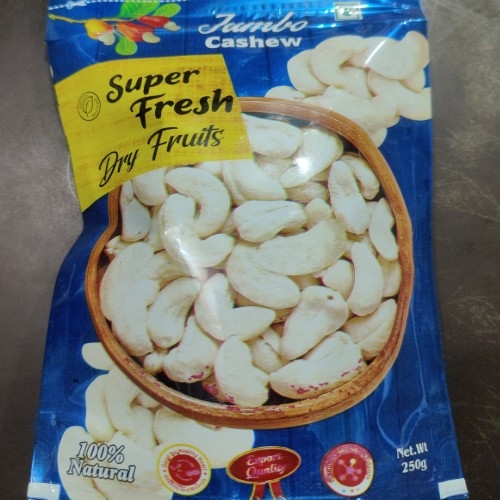 Jumbo
Cashew
Super
Fresh
Dry Fruits
100%
Natural
Export
Quality
Net.Wt
250g